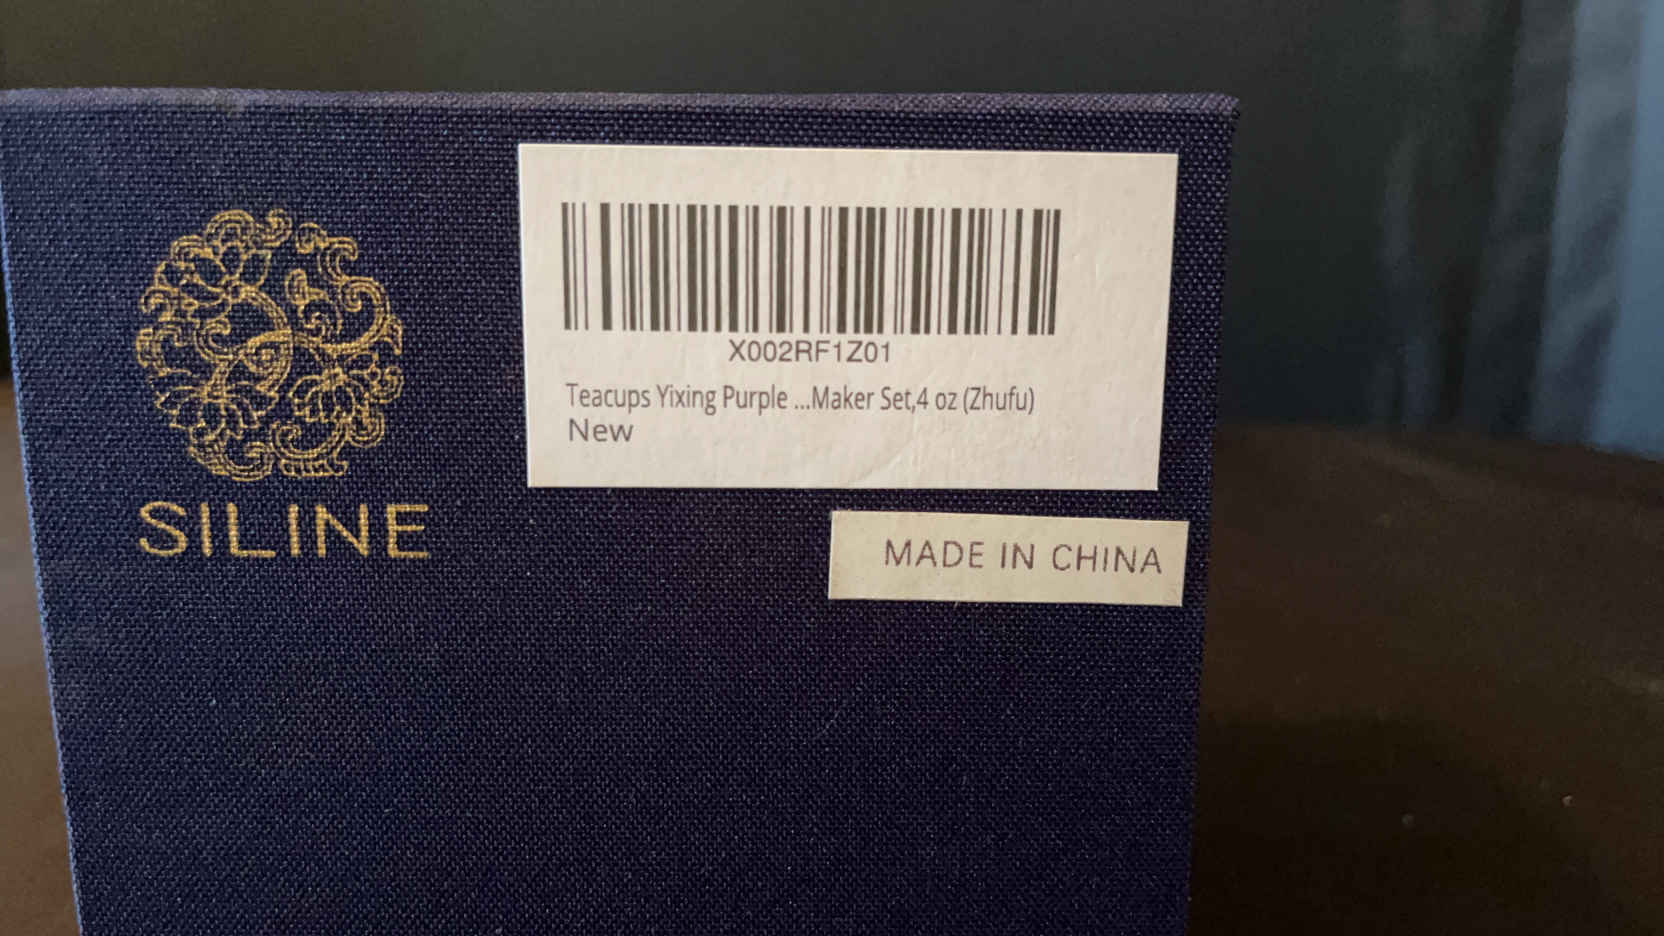 X002RF1Z01
Teacups Yixing Purple ...Maker Set,4 oz (Zhufu)
New
SILINE
MADE IN CHINA